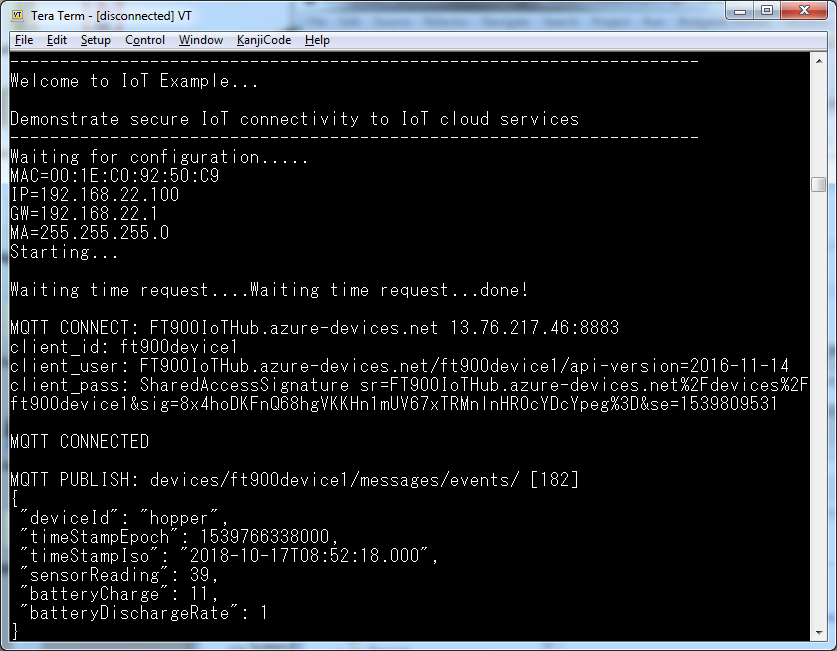 Tera Term - [disconnected] VT
File Edit Setup Control Window KanjiCode Help
---------------------------------------------------------------------
Welcome to IoT Example...
Demonstrate secure IoT connectivity to IoT cloud services
---------------------------------------------------------------------
Waiting for configuration.....
MAC=00:1E:C0:92:50:C9
IP=192.168.22.100
GW=192.168.22.1
MA=255.255.255.0
Starting...
Waiting time request....Waiting time request...done!
MQTT CONNECT: FT900IoTHub.azure-devices.net 13.76.217.46:8883
client_id: ft900device1
client_user: FT900IoTHub.azure-devices.net/ft900device1/api-version=2016-11-14
client_pass: SharedAccessSignature sr=FT900IoTHub.azure-devices.net%2Fdevices%2F
ft900device1&sig=8x4hoDKFnQ68hgVKKHn1mUV67xTRMnInHROcYDcYpeg%3D&se=1539809531
MQTT CONNECTED
MQTT PUBLISH: devices/ft900device1/messages/events/ [182]
{
"deviceId": "hopper",
"timeStampEpoch": 1539766338000,
"timeStampIso": "2018-10-17T08:52:18.000",
"sensorReading": 39,
"batteryCharge": 11,
"batteryDischargeRate": 1
}